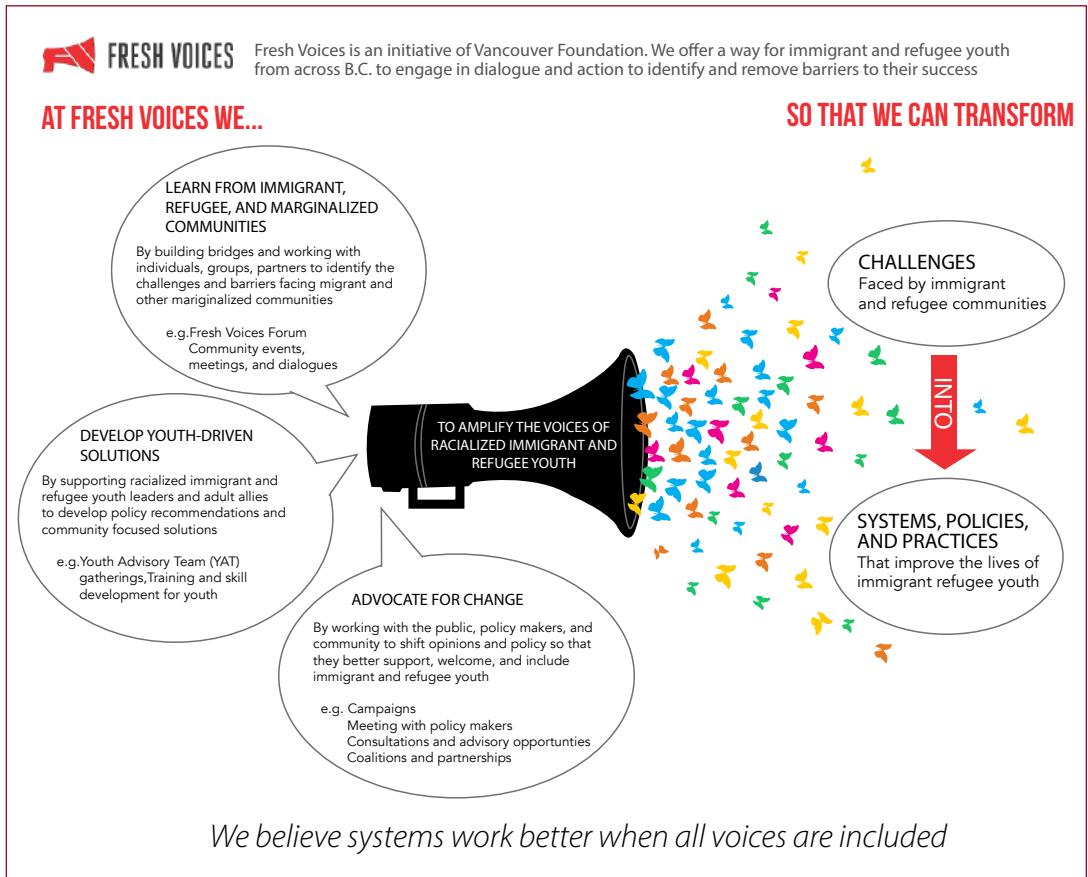 FRESH VOICES
Fresh Voices is an initiative of Vancouver Foundation. We offer a way for immigrant and refugee youth
from across B.C. to engage in dialogue and action to identify and remove barriers to their success
AT FRESH VOICES WE...
SO THAT WE CAN TRANSFORM
LEARN FROM IMMIGRANT,
REFUGEE, AND MARGINALIZED
COMMUNITIES
By building bridges and working with
individuals, groups, partners to identify the
challenges and barriers facing migrant and
other mariginalized communities
e.g.Fresh Voices Forum
Community events,
meetings, and dialogues
DEVELOP YOUTH-DRIVEN
SOLUTIONS
By supporting racialized immigrant and
refugee youth leaders and adult allies
to develop policy recommendations and
community focused solutions
e.g.Youth Advisory Team (YAT)
gatherings,Training and skill
development for youth
ADVOCATE FOR CHANGE
By working with the public, policy makers, and
community to shift opinions and policy so that
they better support, welcome, and include
immigrant and refugee youth
e.g. Campaigns
Meeting with policy makers
Consultations and advisory opportunties
Coalitions and partnerships
TO AMPLIFY THE VOICES OF
RACIALIZED IMMIGRANT AND
REFUGEE YOUTH
CHALLENGES
Faced by immigrant
and refugee communities
INTO
SYSTEMS, POLICIES,
AND PRACTICES
That improve the lives of
immigrant refugee youth
We believe systems work better when all voices are included